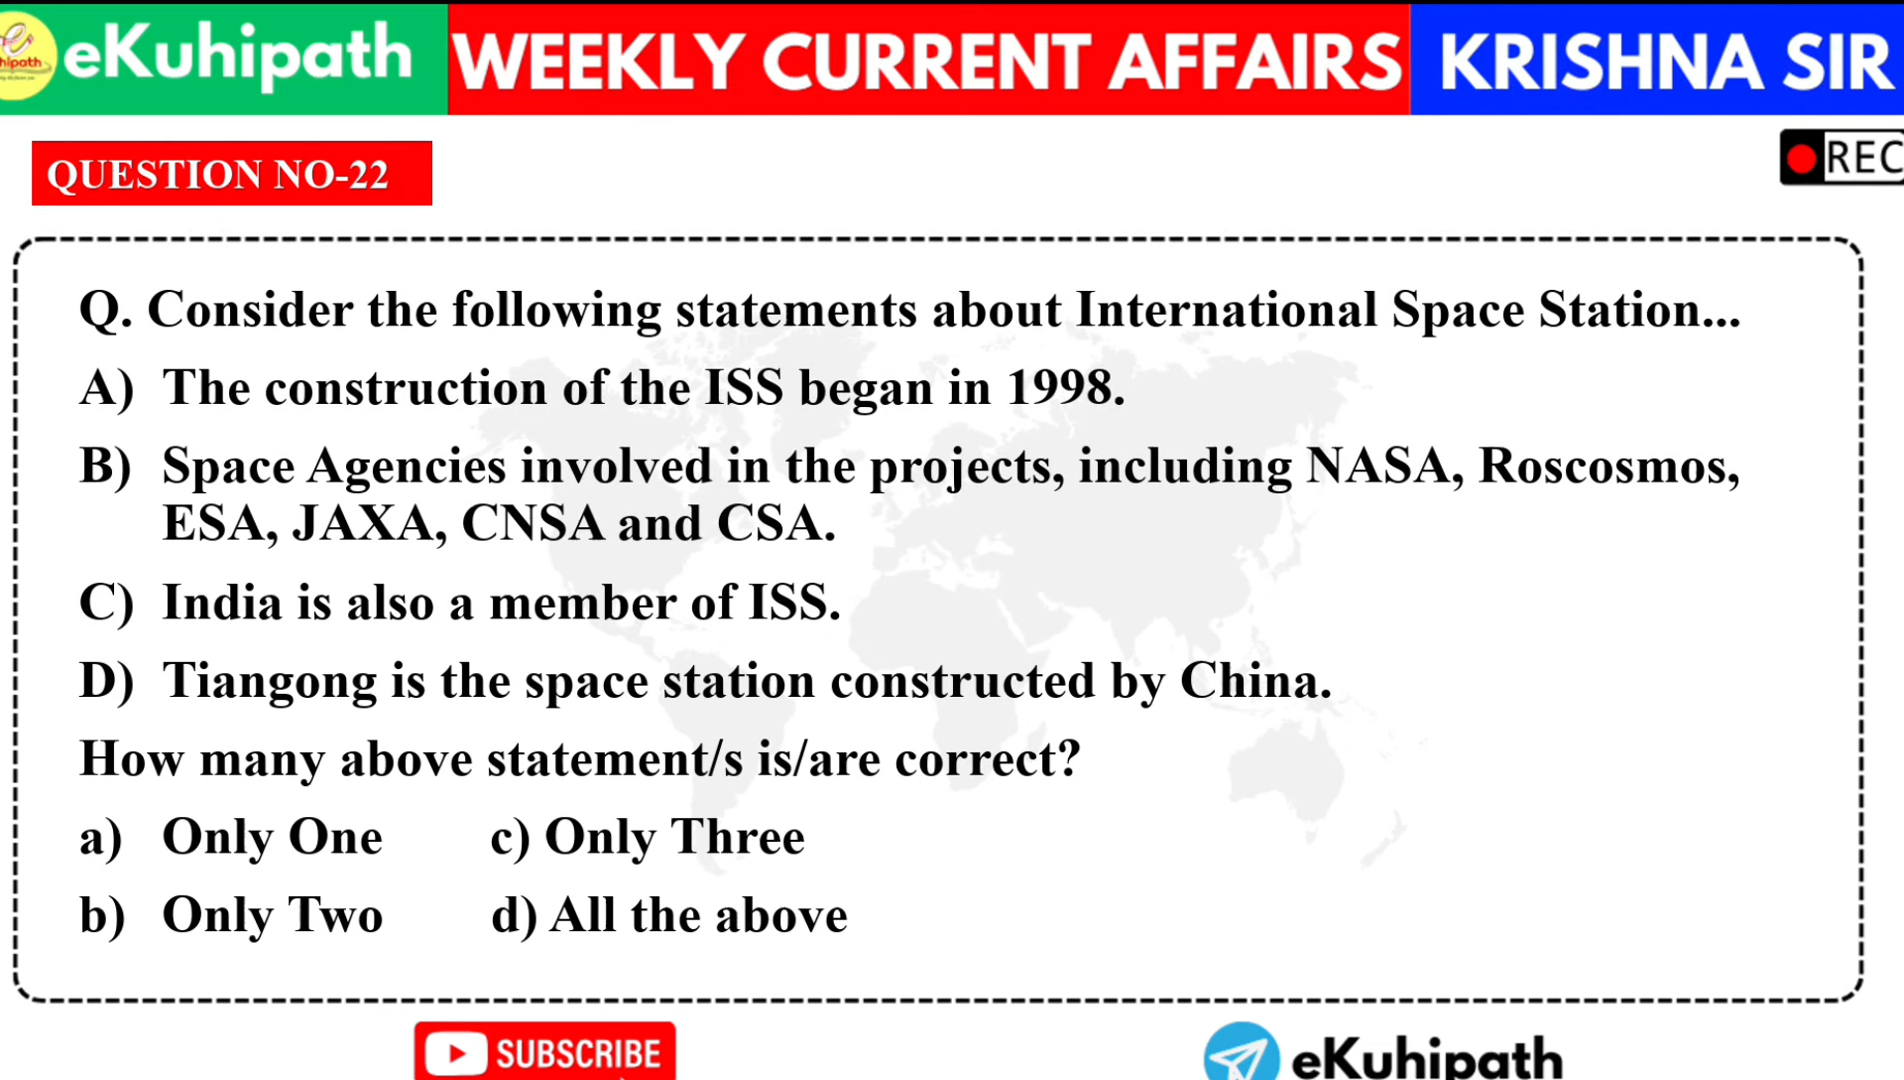 eKuhipath WEEKLY CURRENT AFFAIRS KRISHNA SIR
hipath
QUESTION NO-22
REC
Q. Consider the following statements about International Space Station...
A) The construction of the ISS began in 1998.
B) Space Agencies involved in the projects, including NASA, Roscosmos,
ESA, JAXA, CNSA and CSA.
C) India is also a member of ISS.
D) Tiangong is the space station constructed by China.
How many above statement/s is/are correct?
a) Only One c) Only Three
b) Only Two d) All the above
SUBSCRIBE eKuhipath